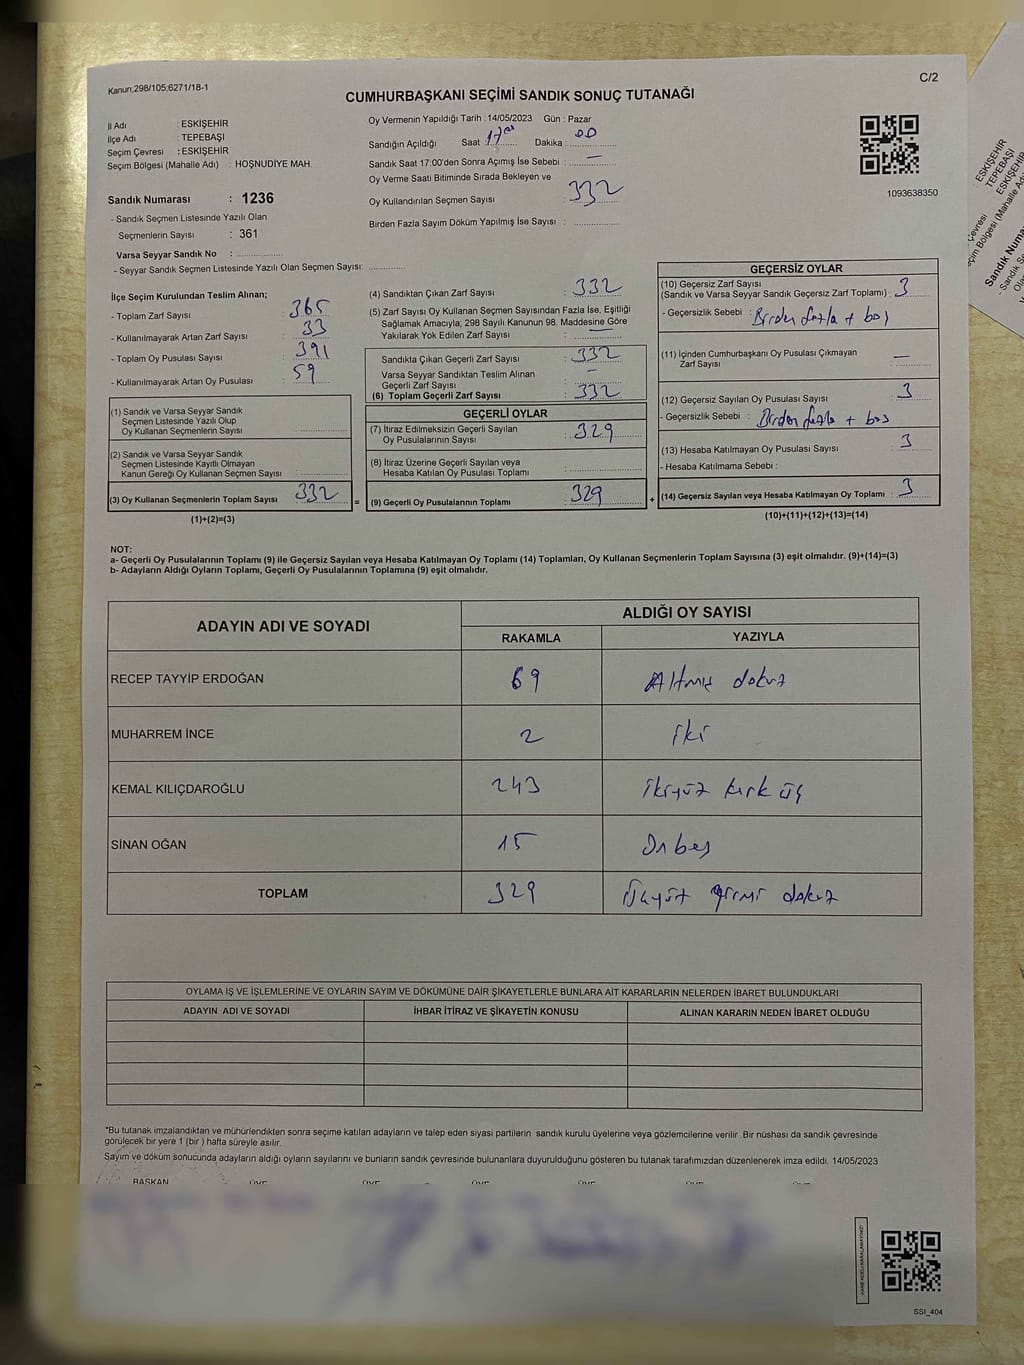 Kanun;298/105;6271/18-1
C/2
CUMHURBAŞKANI SEÇİMİ SANDIK SONUÇ TUTANAĞI
İl Adı : ESKİŞEHİR
İlçe Adı : TEPEBAŞI
Seçim Çevresi : ESKİŞEHİR
Seçim Bölgesi (Mahalle Adı) : HOŞNUDİYE MAH.
Oy Vermenin Yapıldığı Tarih : 14/05/2023 Gün : Pazar
Sandığın Açıldığı Saat 17 Dakika : 00
Sandık Saat 17:00'den Sonra Açımış İse Sebebi : —
Oy Verme Saati Bitiminde Sırada Bekleyen ve
Oy Kullandırılan Seçmen Sayısı : 332
Birden Fazla Sayım Döküm Yapılmış İse Sayısı :
1093638350
Sandık Numarası : 1236
- Sandık Seçmen Listesinde Yazılı Olan
Seçmenlerin Sayısı : 361
Varsa Seyyar Sandık No :
- Seyyar Sandık Seçmen Listesinde Yazılı Olan Seçmen Sayısı:
İlçe Seçim Kurulundan Teslim Alınan;
- Toplam Zarf Sayısı : 365
- Kullanılmayarak Artan Zarf Sayısı : 33
- Toplam Oy Pusulası Sayısı : 391
- Kullanılmayarak Artan Oy Pusulası : 59
(1) Sandık ve Varsa Seyyar Sandık
Seçmen Listesinde Yazılı Olup
Oy Kullanan Seçmenlerin Sayısı
(2) Sandık ve Varsa Seyyar Sandık
Seçmen Listesinde Kayıtlı Olmayan
Kanun Gereği Oy Kullanan Seçmen Sayısı
(3) Oy Kullanan Seçmenlerin Toplam Sayısı 332
(1)+(2)=(3)
(4) Sandıktan Çıkan Zarf Sayısı : 332
(5) Zarf Sayısı Oy Kullanan Seçmen Sayısından Fazla İse, Eşitliği
Sağlamak Amacıyla; 298 Sayılı Kanunun 98. Maddesine Göre
Yakılarak Yok Edilen Zarf Sayısı : —
Sandıkta Çıkan Geçerli Zarf Sayısı : 332
Varsa Seyyar Sandıktan Teslim Alınan
Geçerli Zarf Sayısı : —
(6) Toplam Geçerli Zarf Sayısı : 332
GEÇERLİ OYLAR
(7) İtiraz Edilmeksizin Geçerli Sayılan
Oy Pusulalarının Sayısı : 329
(8) İtiraz Üzerine Geçerli Sayılan veya
Hesaba Katılan Oy Pusulası Toplamı :
= (9) Geçerli Oy Pusulalarının Toplamı 329
GEÇERSİZ OYLAR
(10) Geçersiz Zarf Sayısı
(Sandık ve Varsa Seyyar Sandık Geçersiz Zarf Toplamı) : 3
- Geçersizlik Sebebi : Birden fazla + boş
(11) İçinden Cumhurbaşkanı Oy Pusulası Çıkmayan
Zarf Sayısı : —
(12) Geçersiz Sayılan Oy Pusulası Sayısı : 3
- Geçersizlik Sebebi : Birden fazla + boş
(13) Hesaba Katılmayan Oy Pusulası Sayısı : 3
- Hesaba Katılmama Sebebi :
+ (14) Geçersiz Sayılan veya Hesaba Katılmayan Oy Toplamı : 3
(10)+(11)+(12)+(13)=(14)
NOT:
a- Geçerli Oy Pusulalarının Toplamı (9) ile Geçersiz Sayılan veya Hesaba Katılmayan Oy Toplamı (14) Toplamları, Oy Kullanan Seçmenlerin Toplam Sayısına (3) eşit olmalıdır. (9)+(14)=(3)
b- Adayların Aldığı Oyların Toplamı, Geçerli Oy Pusulalarının Toplamına (9) eşit olmalıdır.
ADAYIN ADI VE SOYADI
ALDIĞI OY SAYISI
RAKAMLA YAZIYLA
RECEP TAYYİP ERDOĞAN 69 Altmış dokuz
MUHARREM İNCE 2 iki
KEMAL KILIÇDAROĞLU 243 ikiyüz kırk üç
SİNAN OĞAN 15 Onbeş
TOPLAM 329 Üçyüz yirmi dokuz
OYLAMA İŞ VE İŞLEMLERİNE VE OYLARIN SAYIM VE DÖKÜMÜNE DAİR ŞİKAYETLERLE BUNLARA AİT KARARLARIN NELERDEN İBARET BULUNDUKLARI
ADAYIN ADI VE SOYADI İHBAR İTİRAZ VE ŞİKAYETİN KONUSU ALINAN KARARIN NEDEN İBARET OLDUĞU
"Bu tutanak imzalandıktan ve mühürlendikten sonra seçime katılan adayların ve talep eden siyasi partilerin sandık kurulu üyelerine veya gözlemcilerine verilir .Bir nüshası da sandık çevresinde
görülecek bir yere 1 (bir ) hafta süreyle asılır.
Sayım ve döküm sonucunda adayların aldığı oyların sayılarını ve bunların sandık çevresinde bulunanlara duyurulduğunu gösteren bu tutanak tarafımızdan düzenlenerek imza edildi. 14/05/2023
BAŞKAN ÜYE ÜYE ÜYE ÜYE ÜYE ÜYE
SSİ_404
ESKİŞEHİR
TEPEBAŞI
ESKİŞEHİR